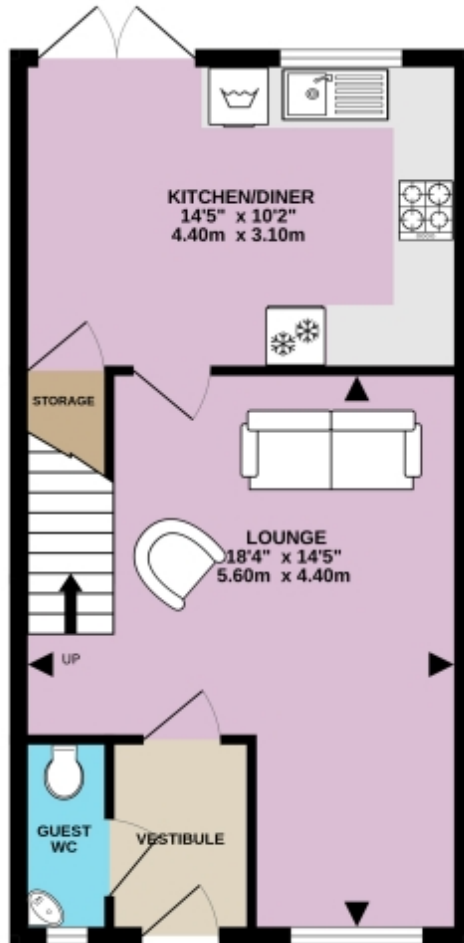 KITCHEN/DINER
14'5" x 10'2"
4.40m x 3.10m
STORAGE
LOUNGE
18'4" x 14'5"
5.60m x 4.40m
UP
GUEST
WC
VESTIBULE